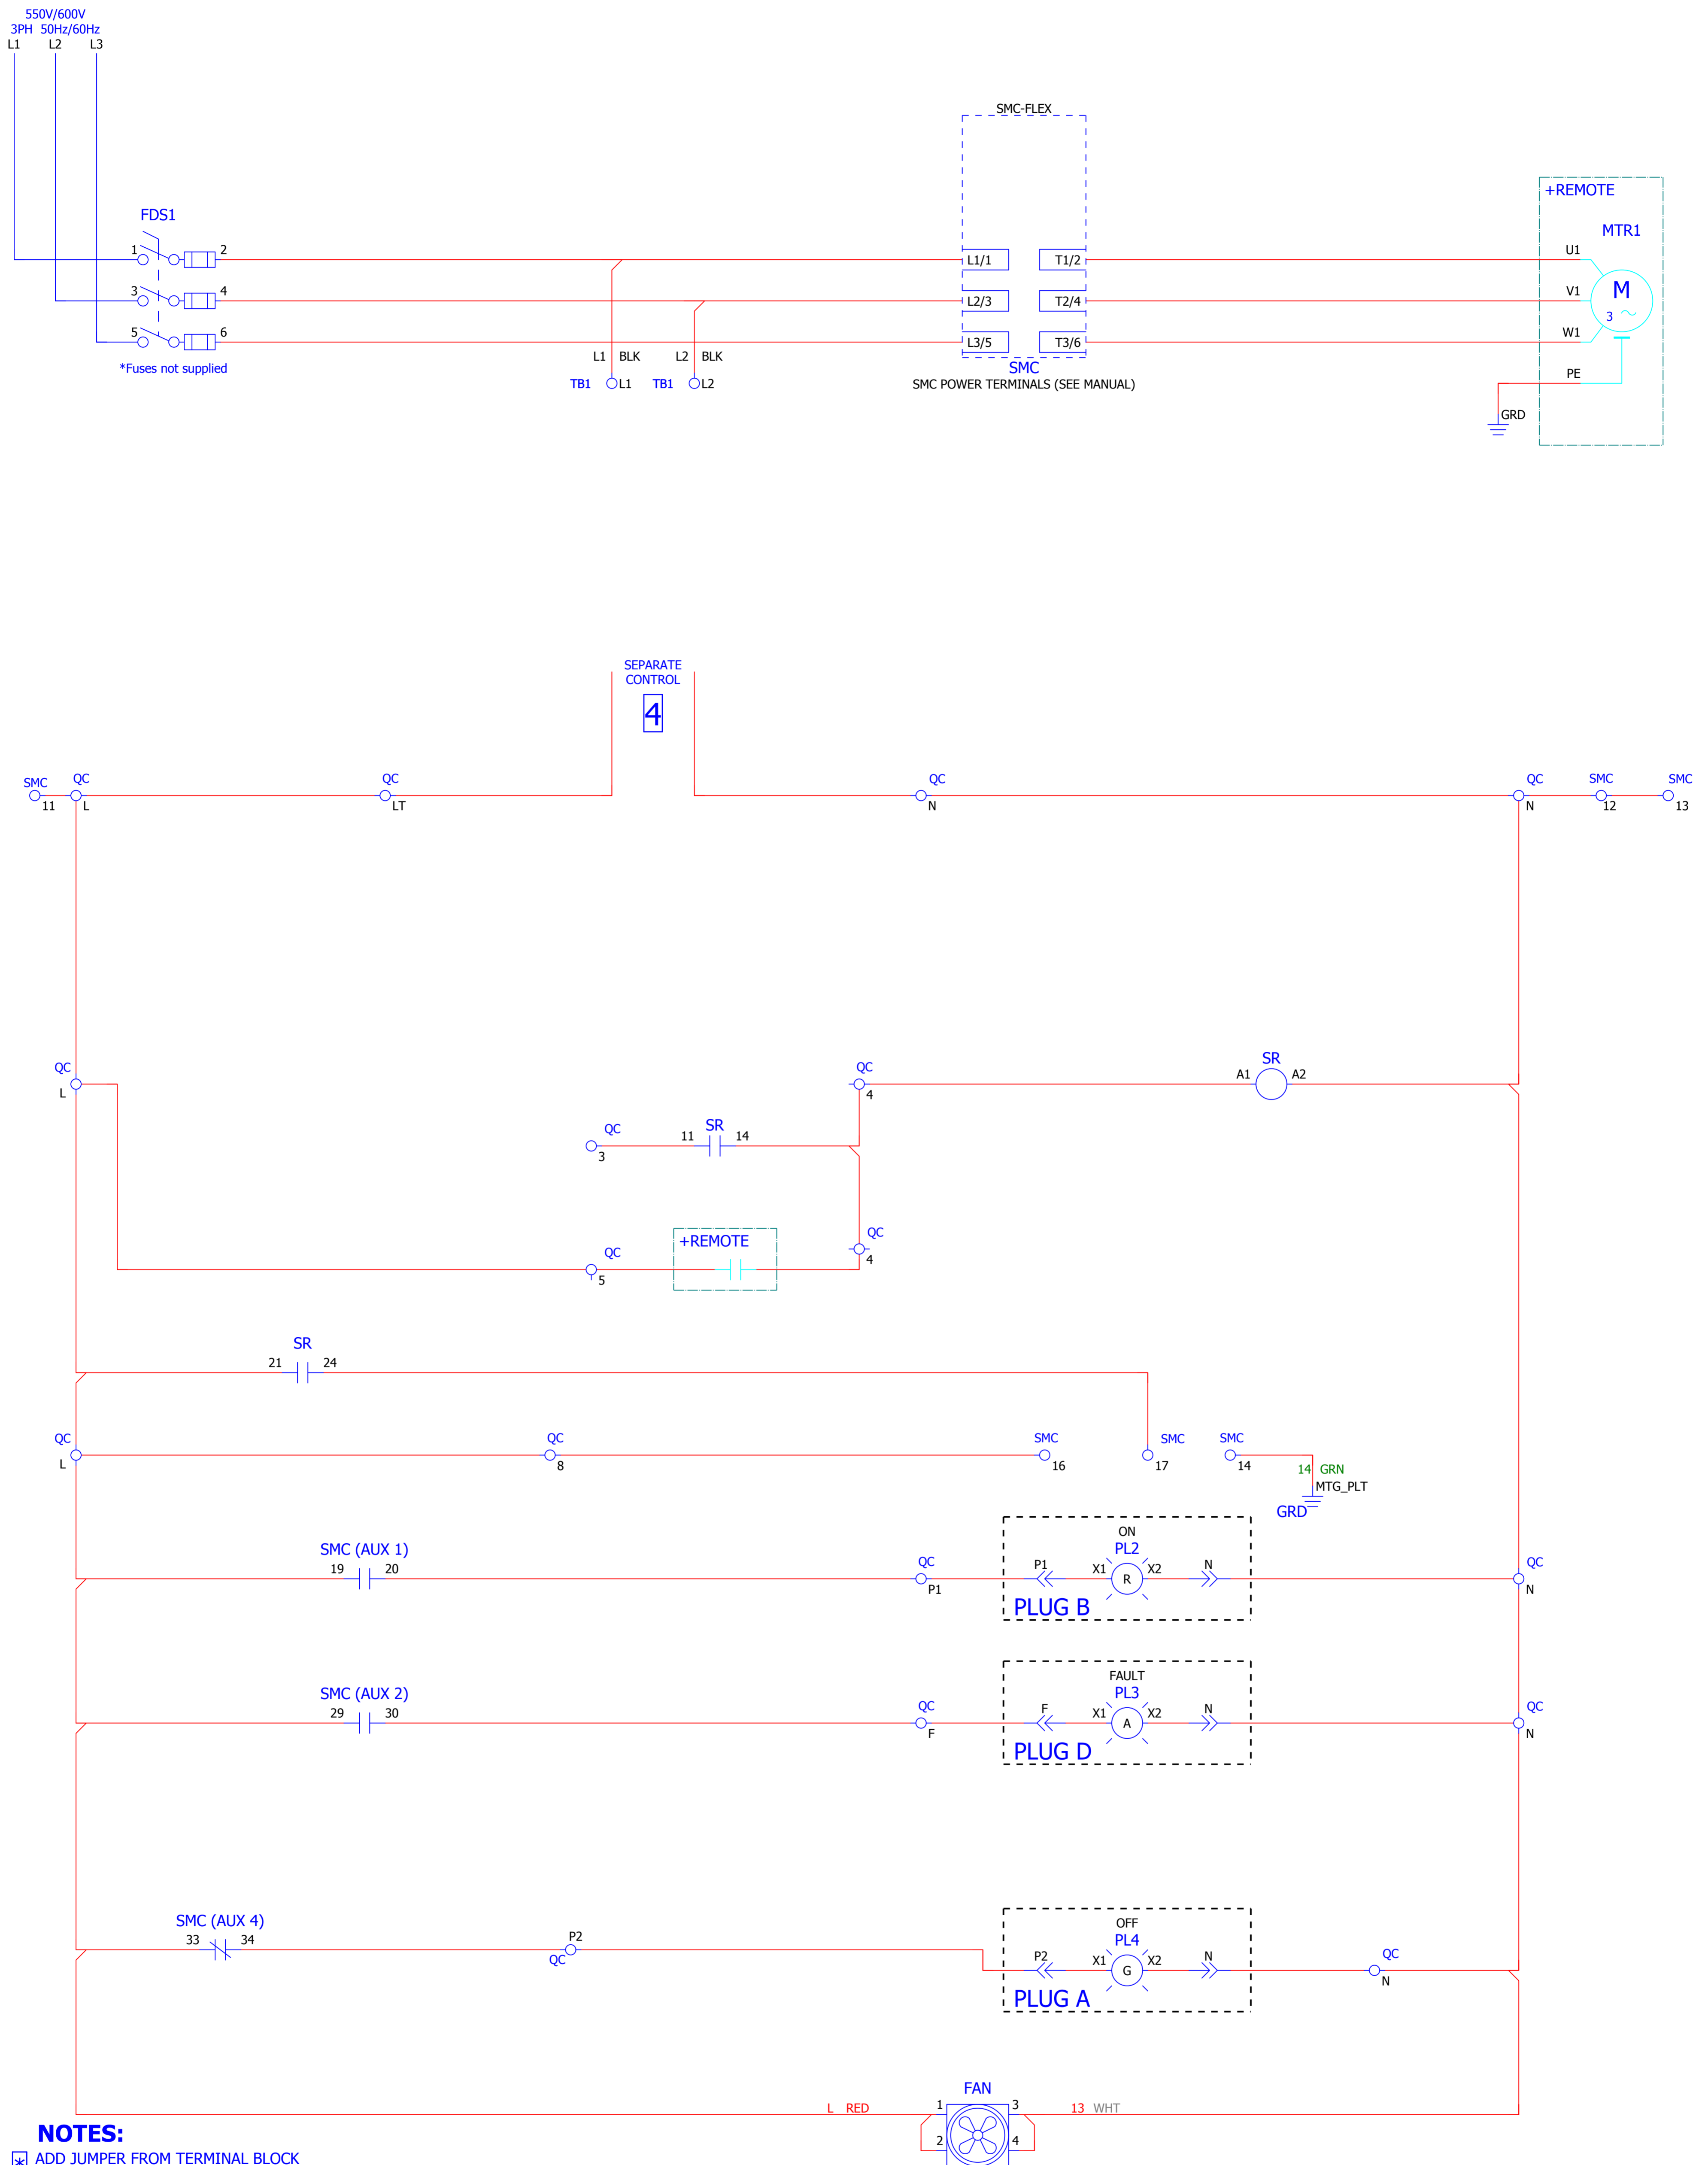 550V/600V
3PH 50Hz/60Hz
L1 L2 L3
SMC-FLEX
+REMOTE
MTR1
FDS1
1 2 L1/1 T1/2 U1
3 4 L2/3 T2/4 V1 M
3
5 6 L3/5 T3/6 W1
*Fuses not supplied
L1 BLK L2 BLK
SMC
TB1 L1 TB1 L2
SMC POWER TERMINALS (SEE MANUAL)
PE
GRD
SEPARATE
CONTROL
4
SMC QC QC QC QC SMC SMC
11 L LT N N 12 13
QC QC SR
L 4 A1 A2
QC SR
3 11 14
QC +REMOTE QC
5 4
SR
21 24
QC QC SMC SMC SMC
L 8 16 17 14
14 GRN
MTG_PLT
GRD
ON
SMC (AUX 1) PL2
19 20 QC P1 X1 R X2 N QC
P1 N
PLUG B
FAULT
SMC (AUX 2) PL3
29 30 QC F X1 A X2 N QC
F N
PLUG D
OFF
SMC (AUX 4) PL4
33 34 P2 P2 X1 G X2 N QC
QC N
PLUG A
FAN
L RED 1 3 13 WHT
2 4
NOTES:
* ADD JUMPER FROM TERMINAL BLOCK